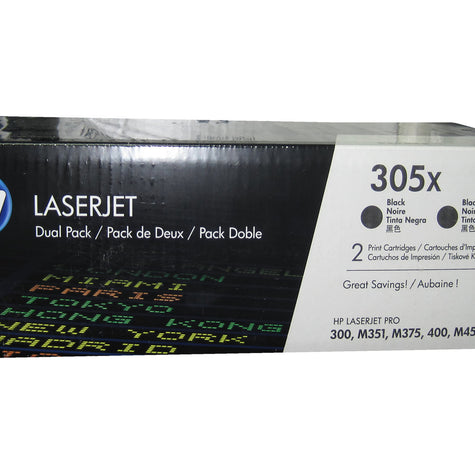 LASERJET
Dual Pack / Pack de Deux / Pack Doble
LONDON
MIAMI
PARIS
TOKYO
HONG KONG
NEW YORK
MADRID
305x
Black
Noire
Tinta Negra
黑色
2 Print Cartridges / Cartouches
Cartuchos de Impresión / Tiskové
Great Savings! / Aubaine!
HP LASERJET PRO
300, M351, M375, 400, M45